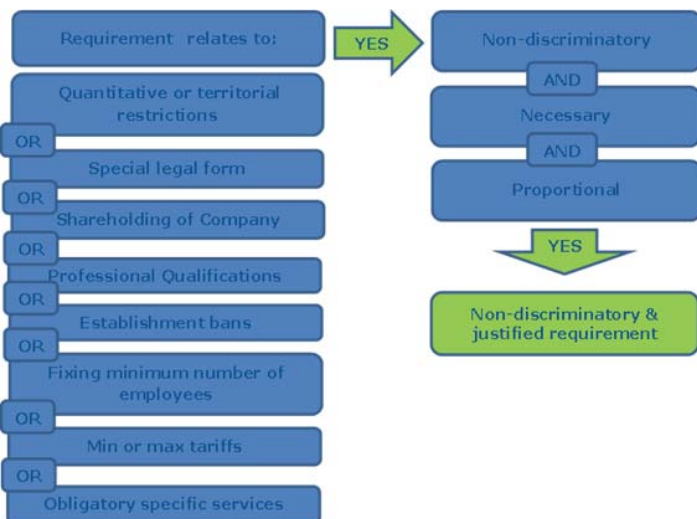 Requirement relates to:
Quantitative or territorial
restrictions
OR
Special legal form
OR
Shareholding of Company
OR
Professional Qualifications
OR
Establishment bans
OR
Fixing minimum number of
employees
OR
Min or max tariffs
OR
Obligatory specific services
YES
Non-discriminatory
AND
Necessary
AND
Proportional
YES
Non-discriminatory &
justified requirement